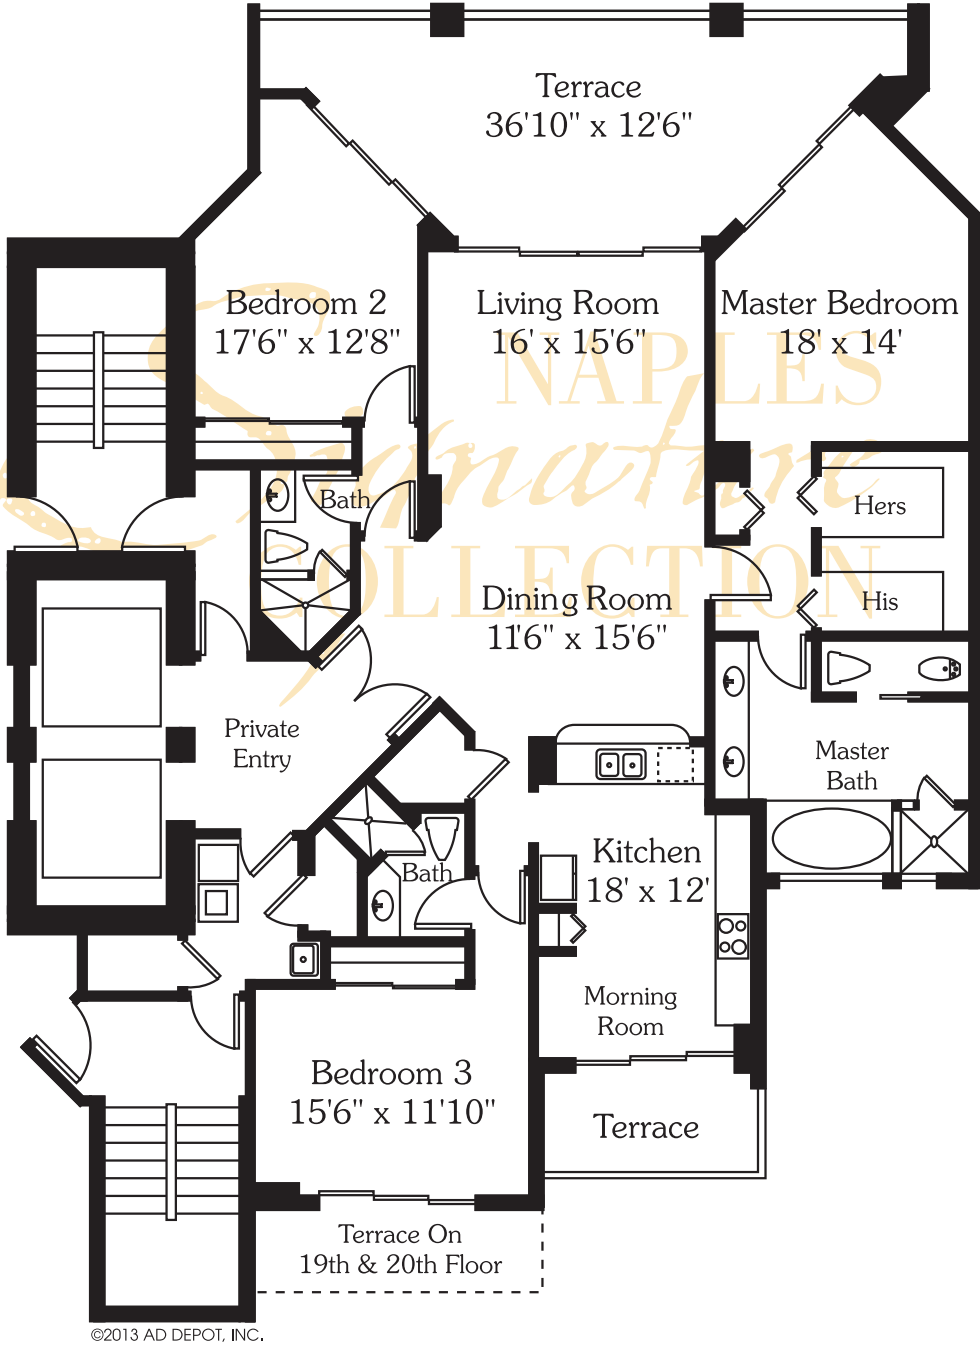 Terrace
36'10" x 12'6"
Bedroom 2
17'6" x 12'8"
Living Room
16' x 15'6"
Master Bedroom
18' x 14'
NAPLES
Signature
COLLECTION
Bath
Hers
His
Dining Room
11'6" x 15'6"
Private
Entry
Master
Bath
Kitchen
18' x 12'
Bath
Morning
Room
Bedroom 3
15'6" x 11'10"
Terrace
Terrace On
19th & 20th Floor
©2013 AD DEPOT, INC.